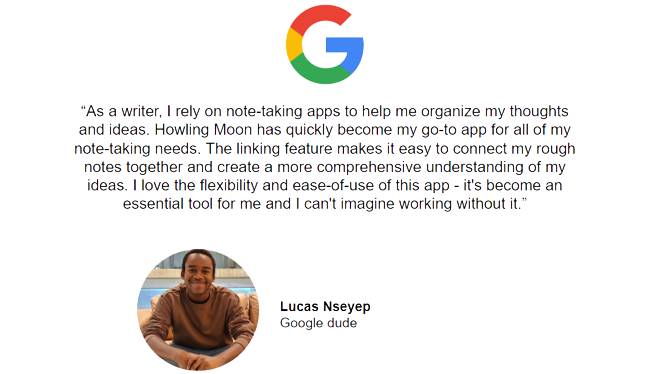 “As a writer, I rely on note-taking apps to help me organize my thoughts
and ideas. Howling Moon has quickly become my go-to app for all of my
note-taking needs. The linking feature makes it easy to connect my rough
notes together and create a more comprehensive understanding of my
ideas. I love the flexibility and ease-of-use of this app - it's become an
essential tool for me and I can't imagine working without it.”
Lucas Nseyep
Google dude